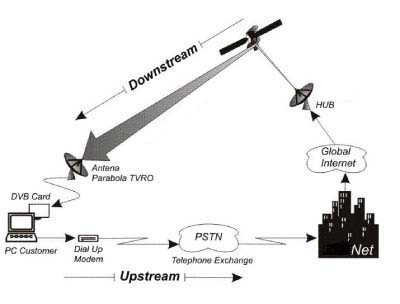 Downstream
HUB
Global
Internet
Antena
Parabola TVRO
DVB Card
PC Customer
Dial Up
Modem
PSTN
Telephone Exchange
Net
Upstream